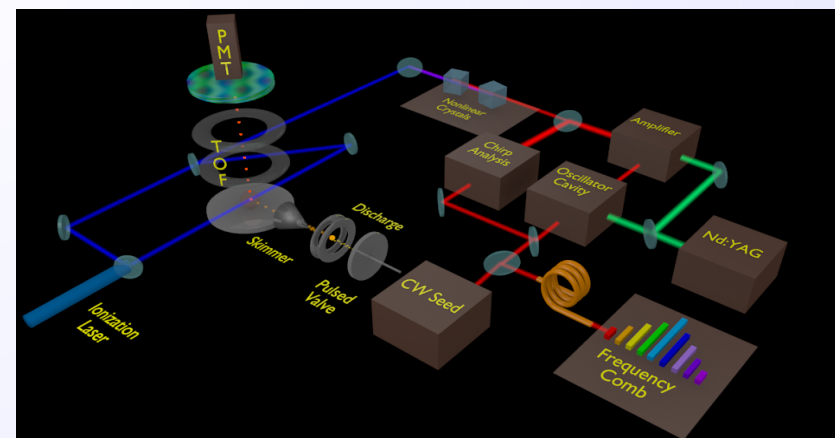 P
M
T
Nonlinear
Crystals
Amplifier
Chirp
Analysis
Oscillator
Cavity
T
O
F
Discharge
Nd:YAG
Skimmer
Pulsed
Valve
CW Seed
Ionization
Laser
Frequency
Comb